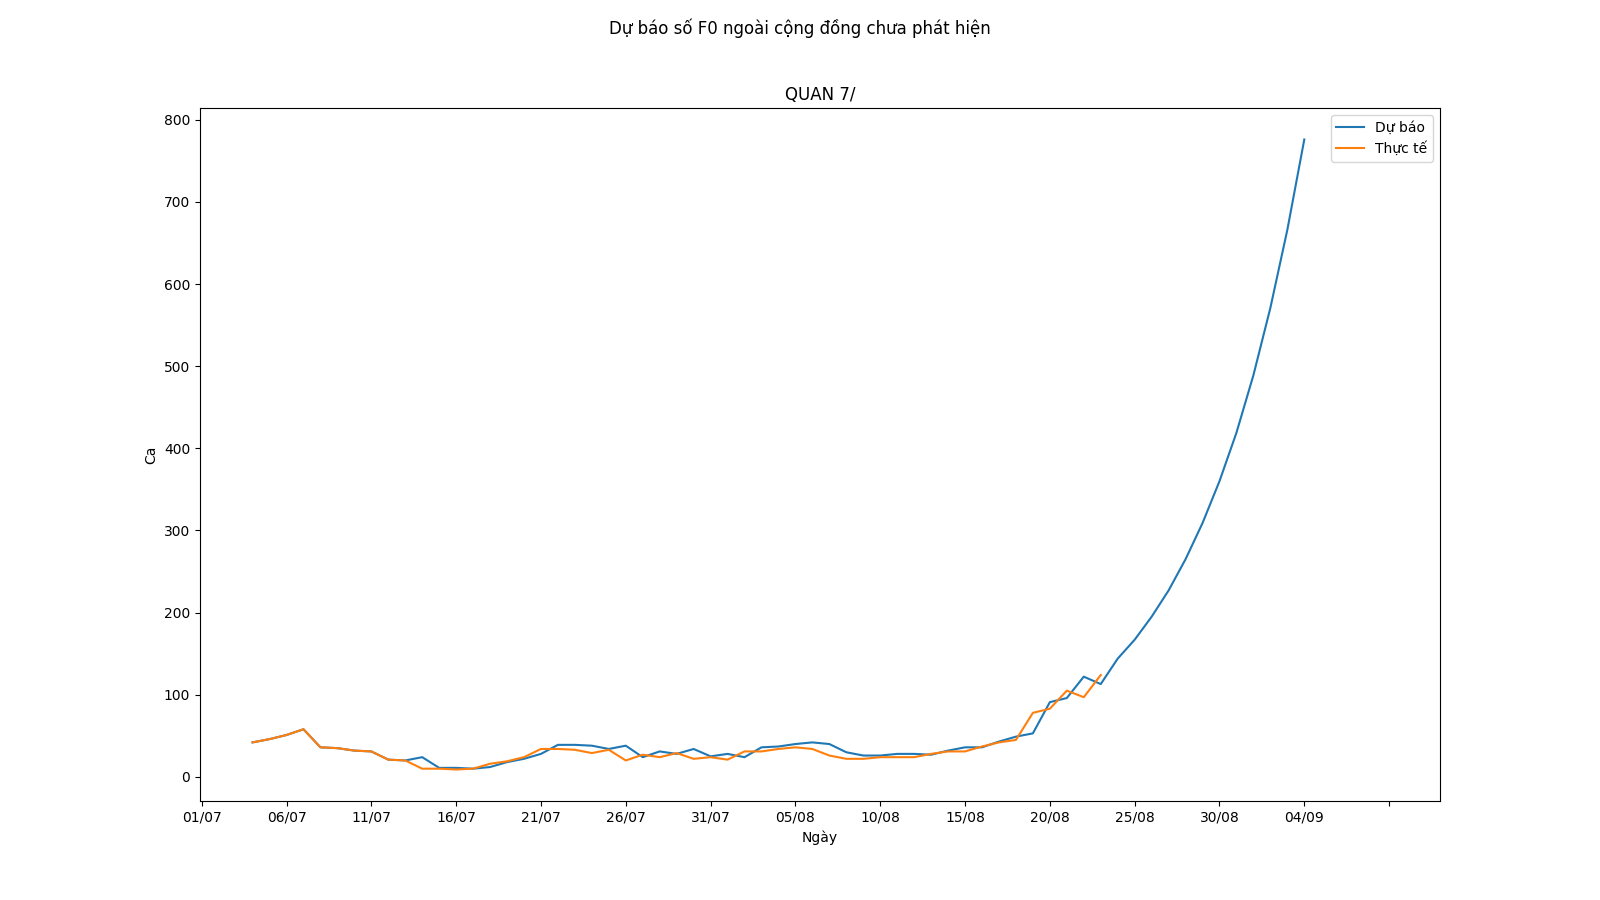 Dự báo số F0 ngoài cộng đồng chưa phát hiện
QUAN 7/
Dự báo
Thực tế
800
700
600
500
400
300
200
100
0
Ca
01/07 06/07 11/07 16/07 21/07 26/07 31/07 05/08 10/08 15/08 20/08 25/08 30/08 04/09
Ngày